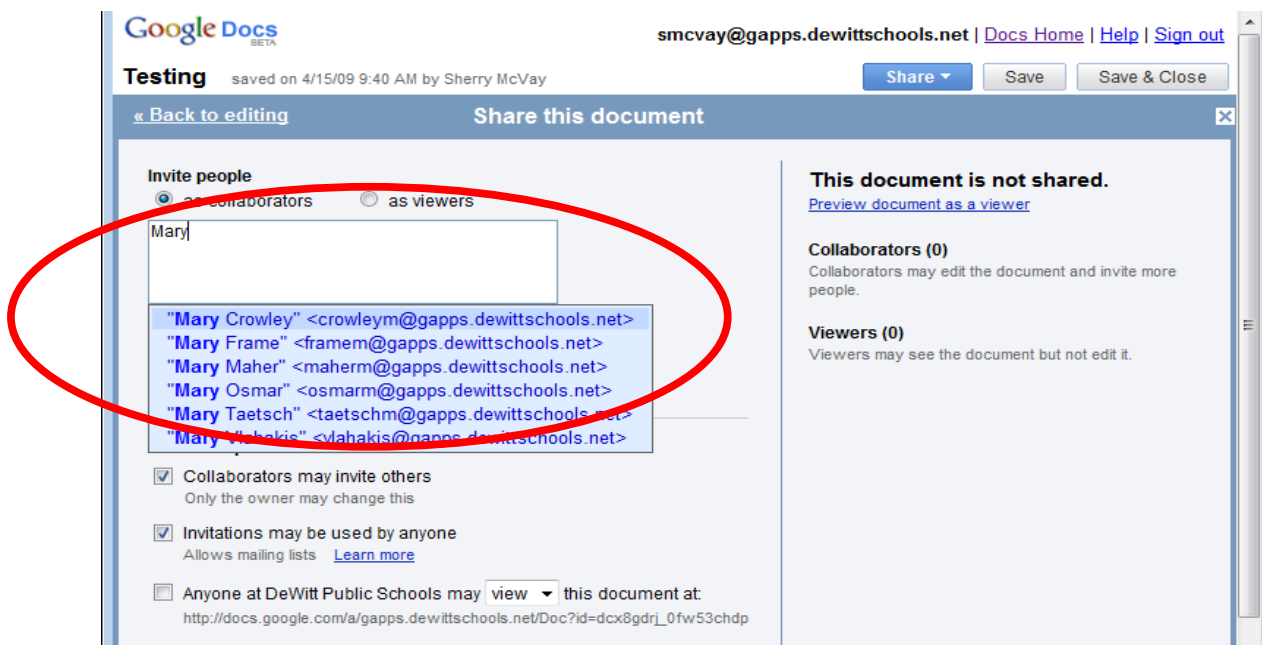 Google Docs
BETA
smcvay@gapps.dewittschools.net | Docs Home | Help | Sign out
Testing saved on 4/15/09 9:40 AM by Sherry McVay
Share Save Save & Close
« Back to editing Share this document
Invite people
as collaborators as viewers
Mary
"Mary Crowley" <crowleym@gapps.dewittschools.net>
"Mary Frame" <framem@gapps.dewittschools.net>
"Mary Maher" <maherm@gapps.dewittschools.net>
"Mary Osmar" <osmarm@gapps.dewittschools.net>
"Mary Taetsch" <taetschm@gapps.dewittschools.net>
"Mary Vlahakis" <vlahakis@gapps.dewittschools.net>
Collaborators may invite others
Only the owner may change this
Invitations may be used by anyone
Allows mailing lists Learn more
Anyone at DeWitt Public Schools may view this document at:
http://docs.google.com/a/gapps.dewittschools.net/Doc?id=dcx8gdrj_0fw53chdp
This document is not shared.
Preview document as a viewer
Collaborators (0)
Collaborators may edit the document and invite more
people.
Viewers (0)
Viewers may see the document but not edit it.